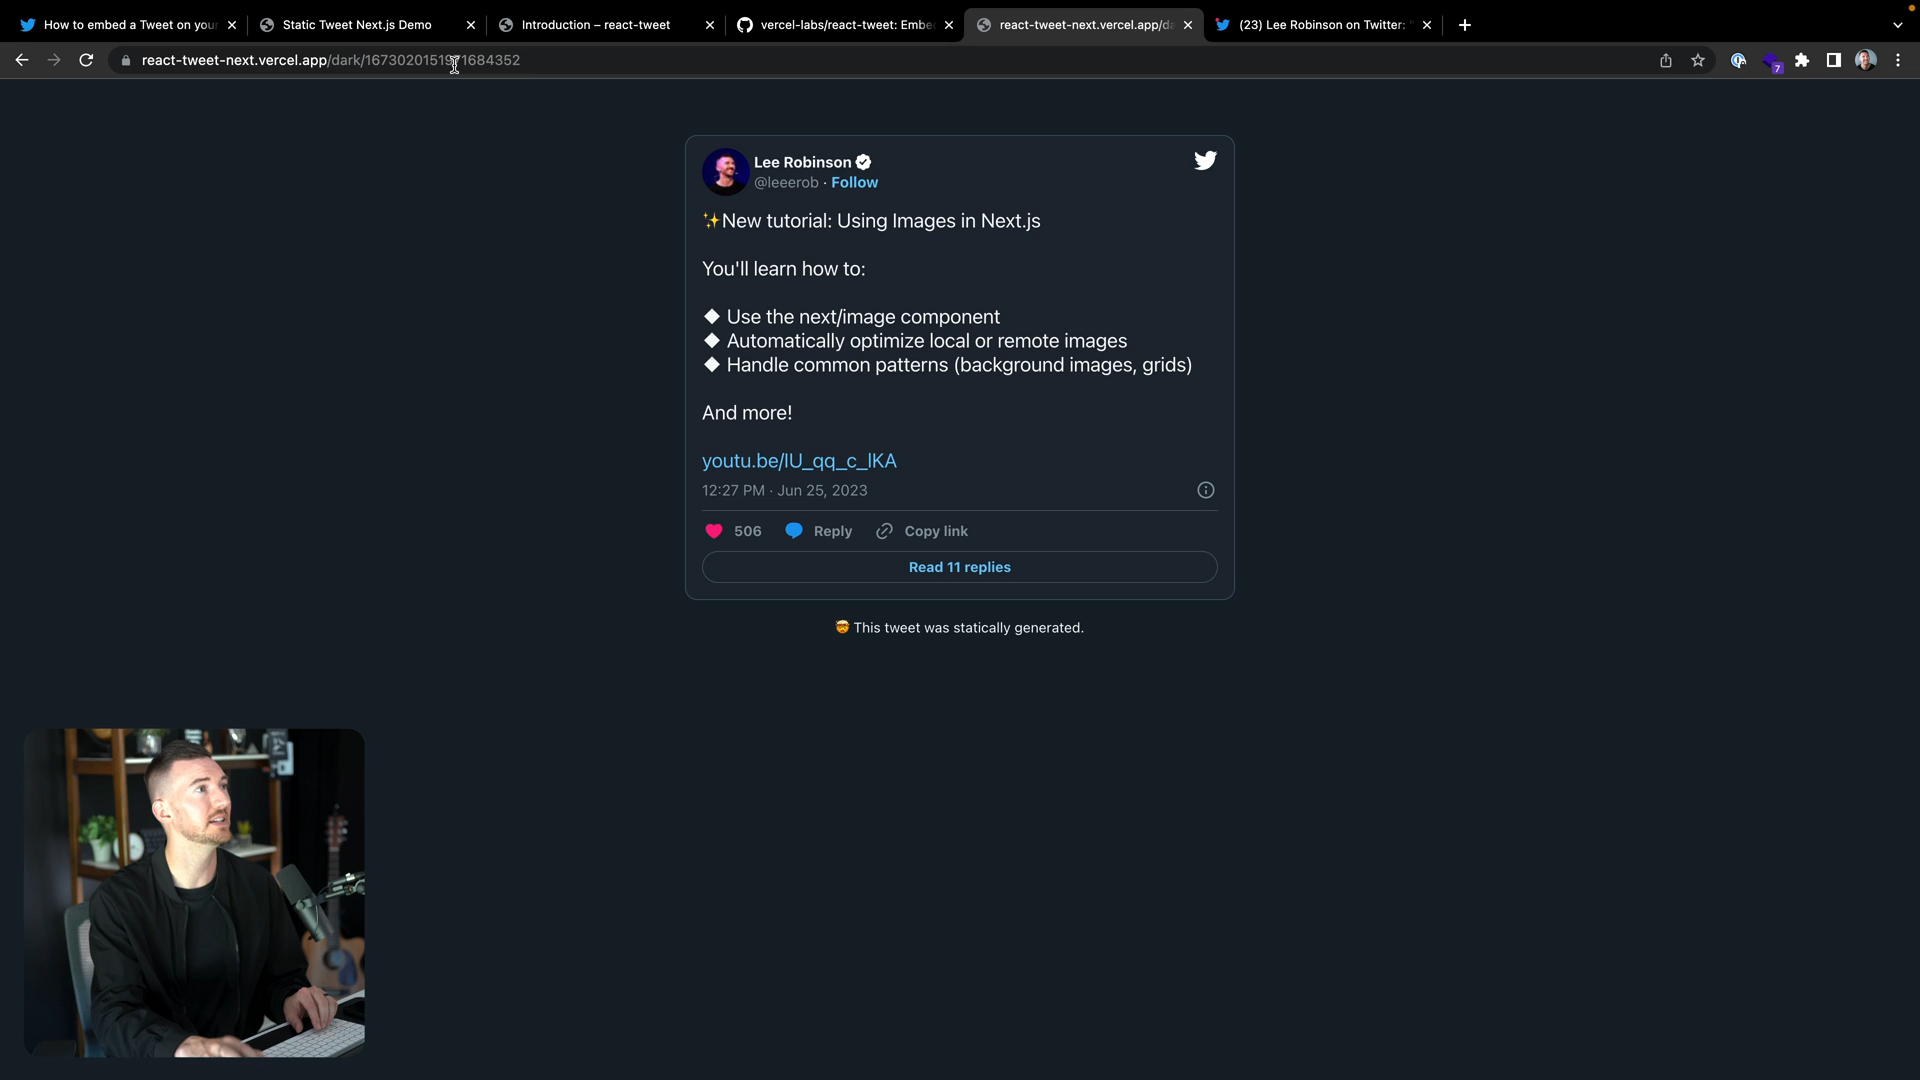 How to embed a Tweet on your
Static Tweet Next.js Demo
Introduction – react-tweet
vercel-labs/react-tweet: Embe
react-tweet-next.vercel.app/da
(23) Lee Robinson on Twitter: "
react-tweet-next.vercel.app/dark/1673020151971684352
7
Lee Robinson
@leeerob · Follow
✨New tutorial: Using Images in Next.js
You'll learn how to:
◆ Use the next/image component
◆ Automatically optimize local or remote images
◆ Handle common patterns (background images, grids)
And more!
youtu.be/IU_qq_c_lKA
12:27 PM · Jun 25, 2023
506 Reply Copy link
Read 11 replies
🤯 This tweet was statically generated.